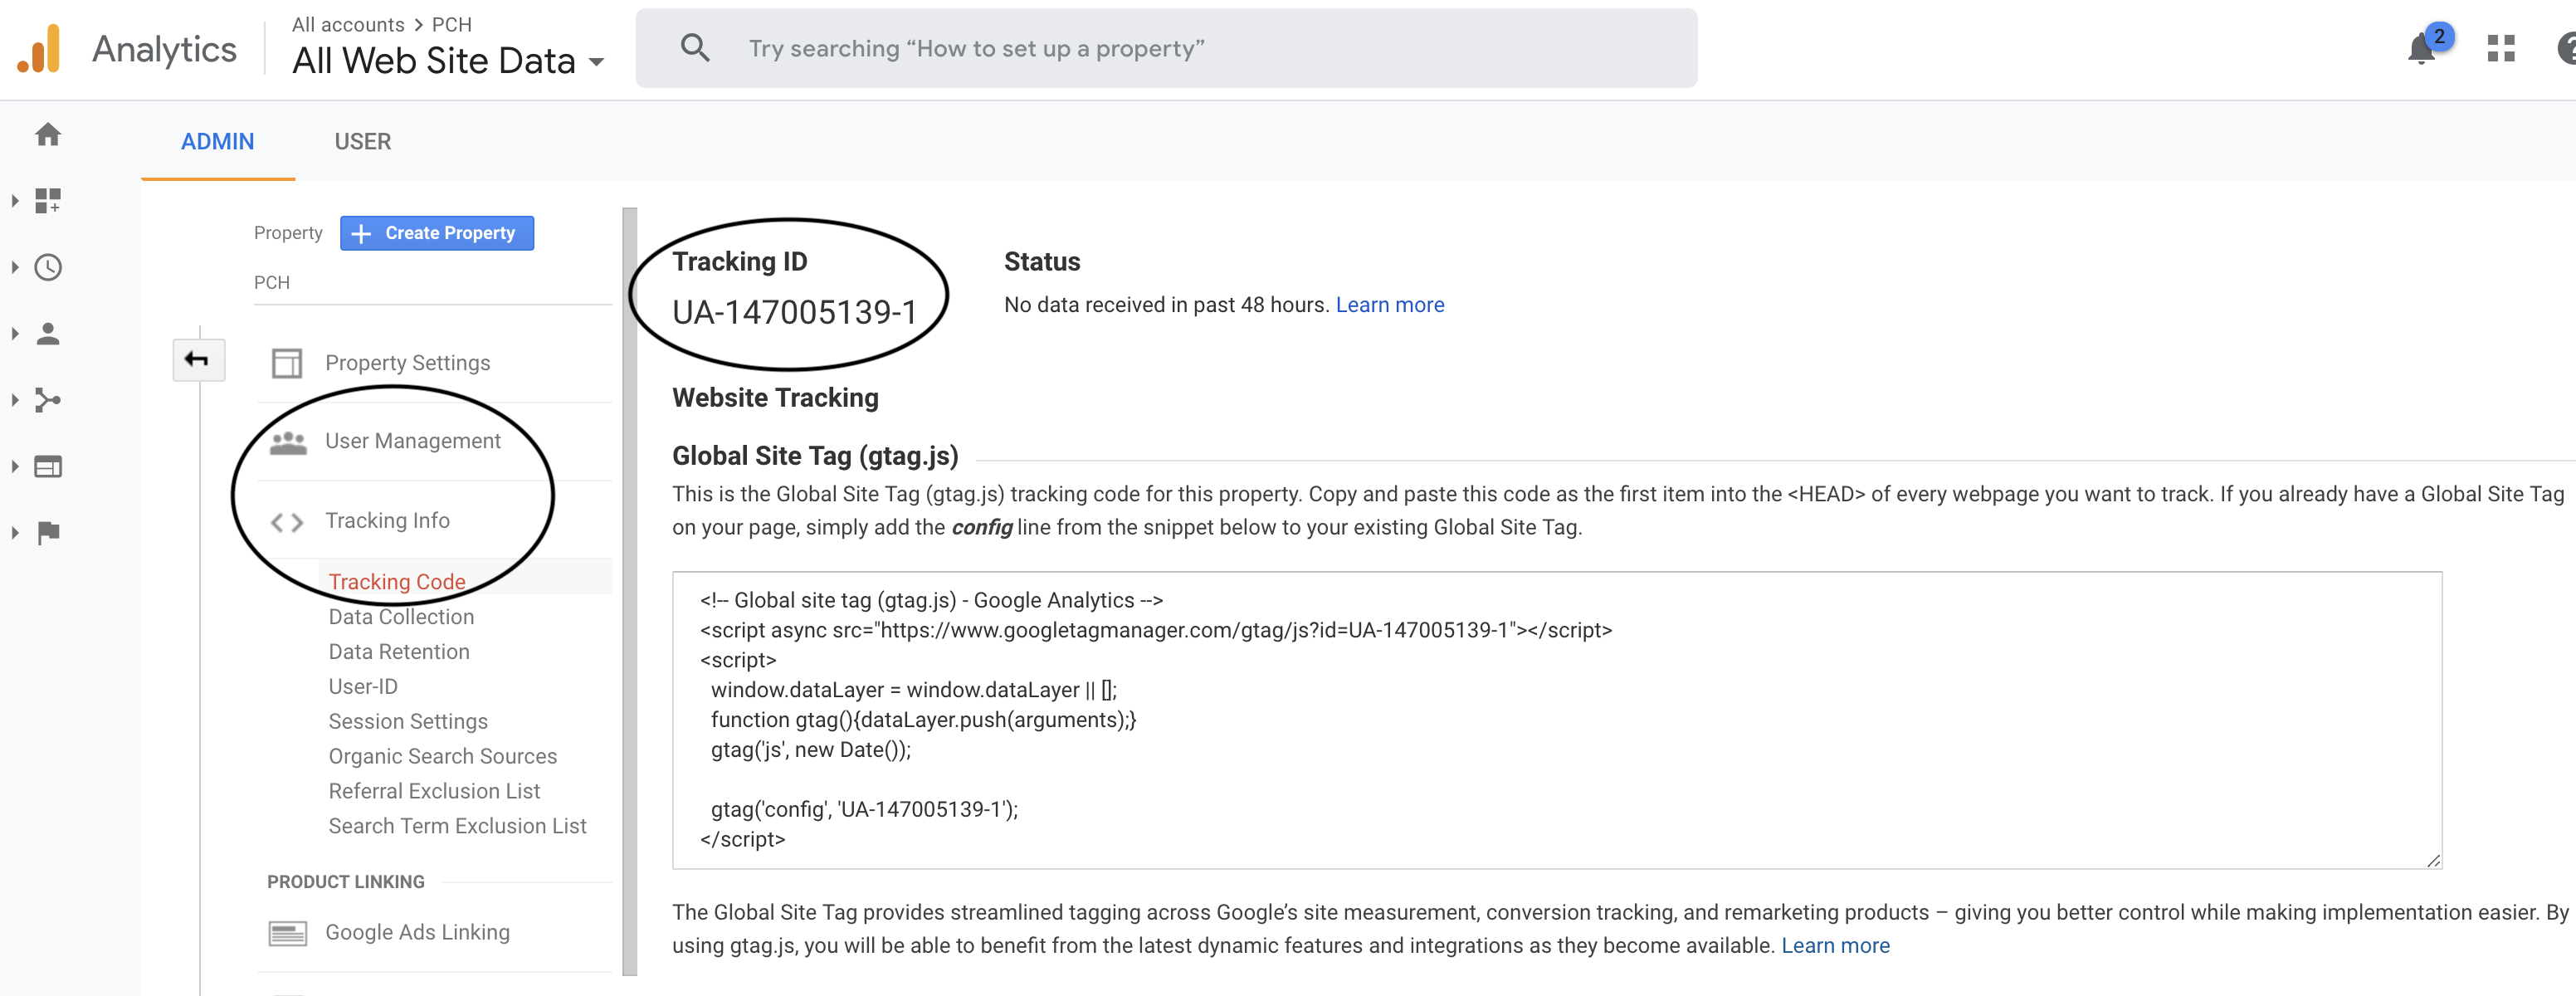 Analytics
All accounts > PCH
All Web Site Data
Try searching “How to set up a property”
2
ADMIN
USER
Property
Create Property
PCH
Property Settings
User Management
Tracking Info
Tracking Code
Data Collection
Data Retention
User-ID
Session Settings
Organic Search Sources
Referral Exclusion List
Search Term Exclusion List
PRODUCT LINKING
Google Ads Linking
Tracking ID
UA-147005139-1
Status
No data received in past 48 hours. Learn more
Website Tracking
Global Site Tag (gtag.js)
This is the Global Site Tag (gtag.js) tracking code for this property. Copy and paste this code as the first item into the <HEAD> of every webpage you want to track. If you already have a Global Site Tag
on your page, simply add the config line from the snippet below to your existing Global Site Tag.
<!-- Global site tag (gtag.js) - Google Analytics -->
<script async src="https://www.googletagmanager.com/gtag/js?id=UA-147005139-1"></script>
<script>
window.dataLayer = window.dataLayer || [];
function gtag(){dataLayer.push(arguments);}
gtag('js', new Date());
gtag('config', 'UA-147005139-1');
</script>
The Global Site Tag provides streamlined tagging across Google’s site measurement, conversion tracking, and remarketing products – giving you better control while making implementation easier. By
using gtag.js, you will be able to benefit from the latest dynamic features and integrations as they become available. Learn more